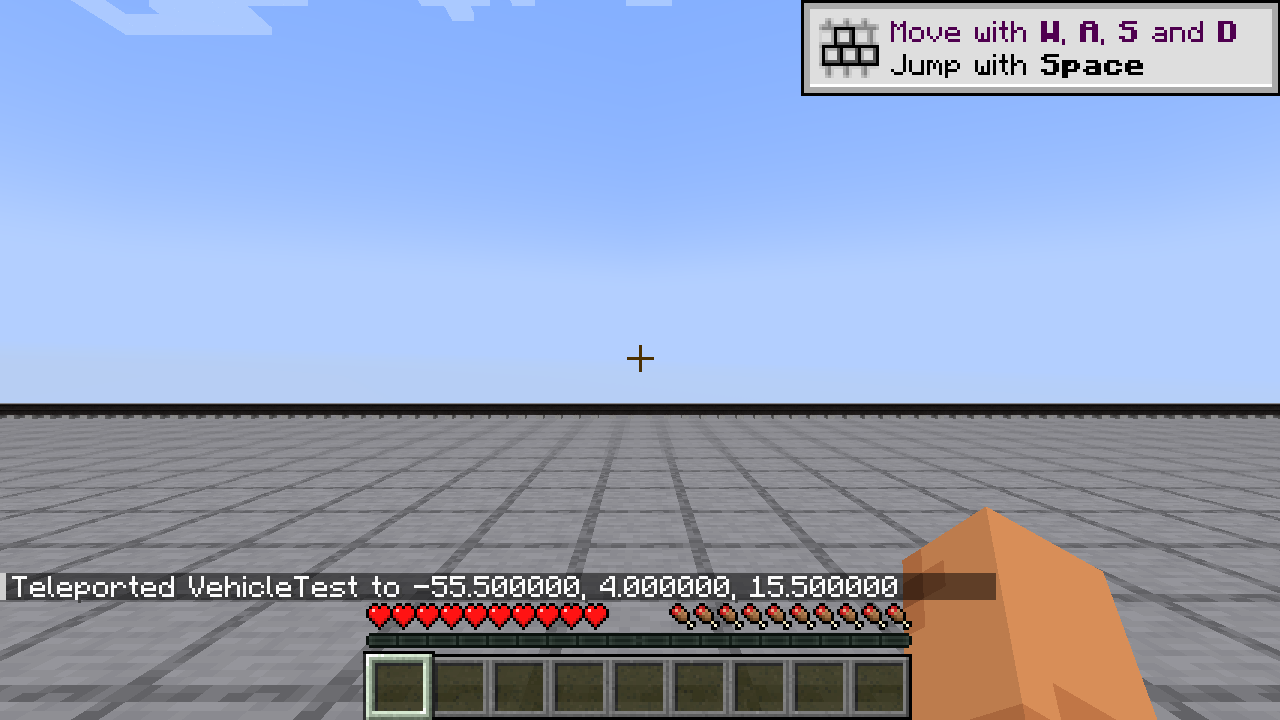 Move with W, A, S and D
Jump with Space
Teleported VehicleTest to -55.500000, 4.000000, 15.500000